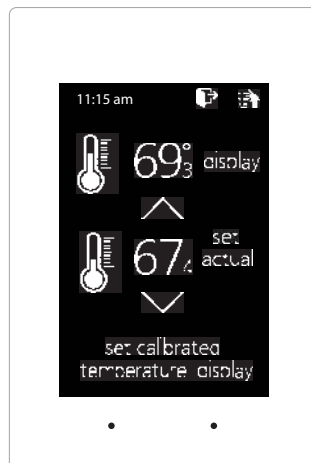 11:15 am
69°3 display
set
67.4 actual
set calibrated
temperature display